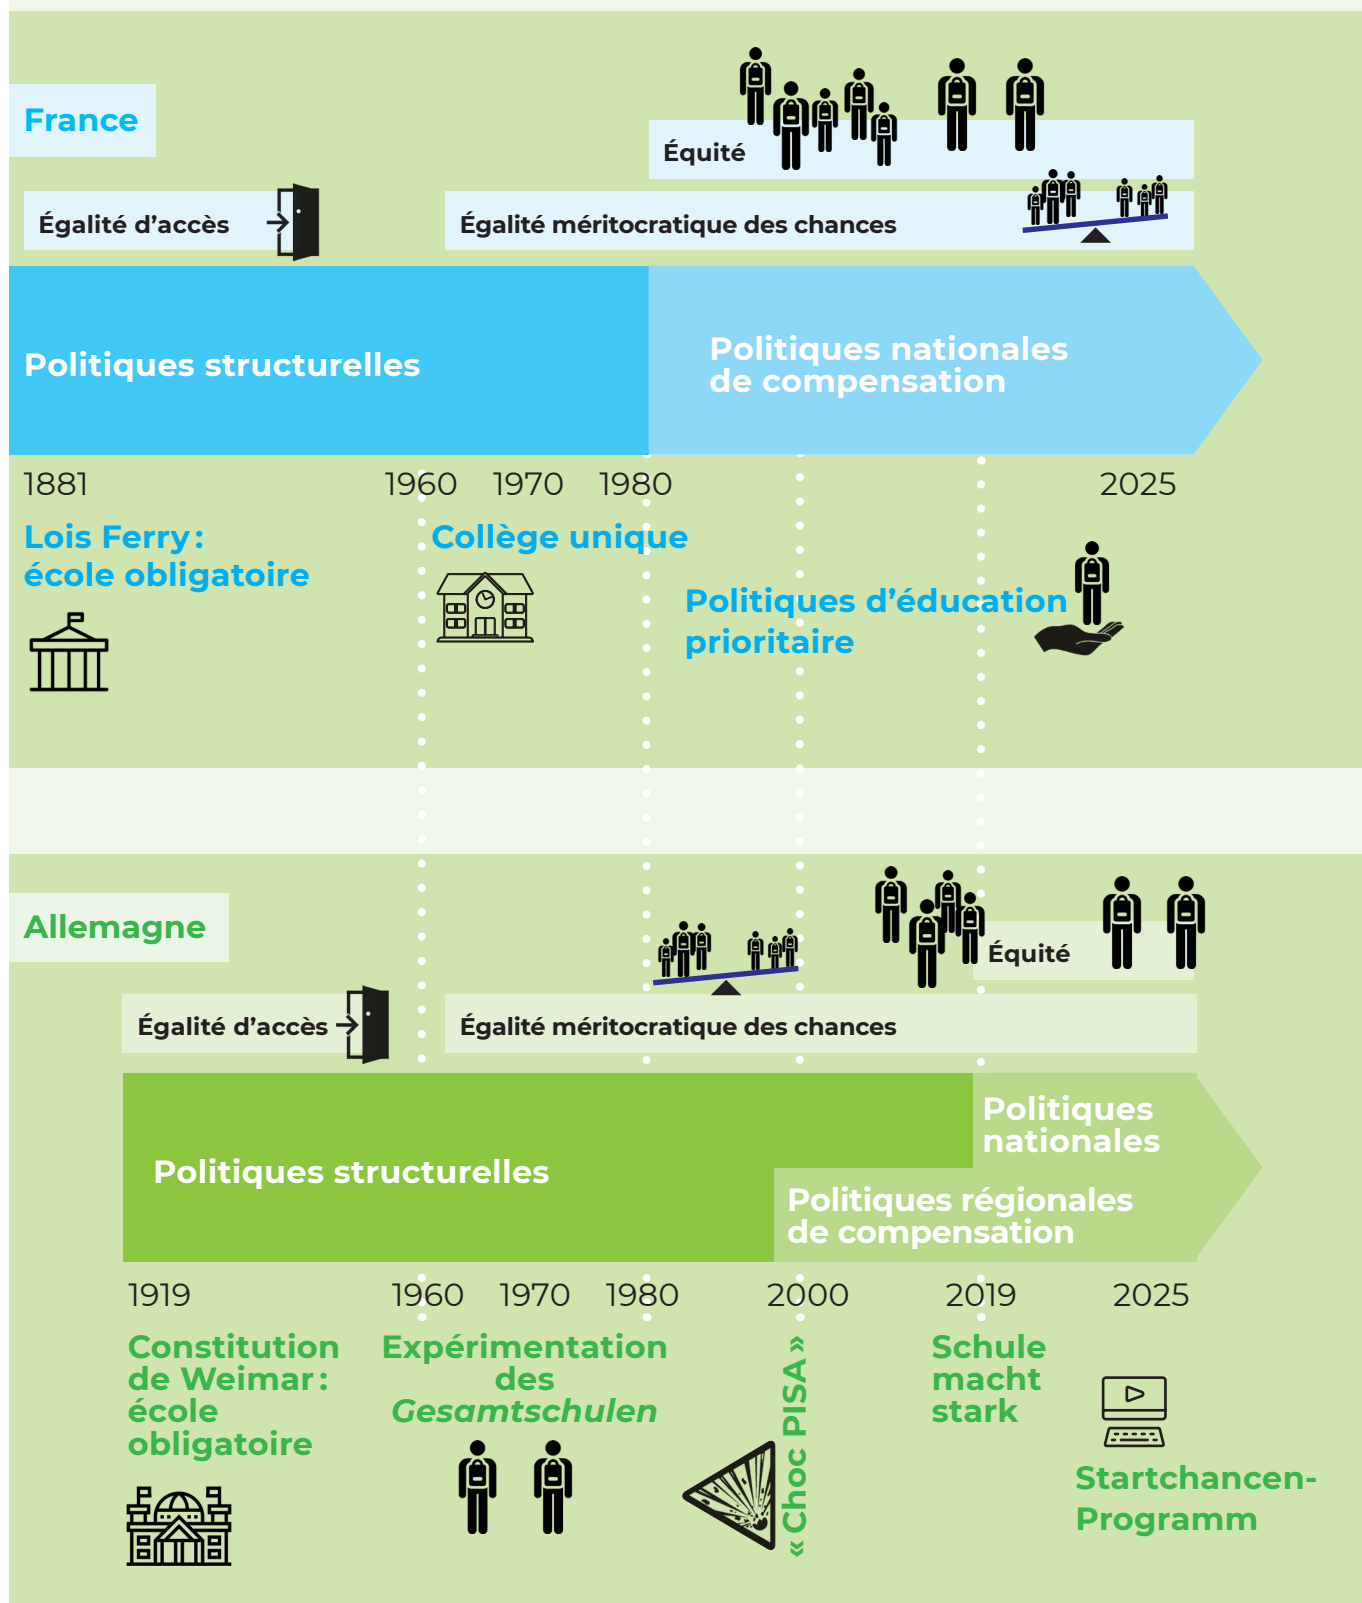 France
Équité
Égalité d’accès
Égalité méritocratique des chances
Politiques structurelles
Politiques nationales
de compensation
1881
1960
1970
1980
2025
Lois Ferry :
école obligatoire
Collège unique
Politiques d’éducation
prioritaire
Allemagne
Équité
Égalité d’accès
Égalité méritocratique des chances
Politiques structurelles
Politiques
nationales
Politiques régionales
de compensation
1919
1960
1970
1980
2000
2019
2025
Constitution
de Weimar :
école
obligatoire
Expérimentation
des
Gesamtschulen
« Choc PISA »
Schule
macht
stark
Startchancen-
Programm